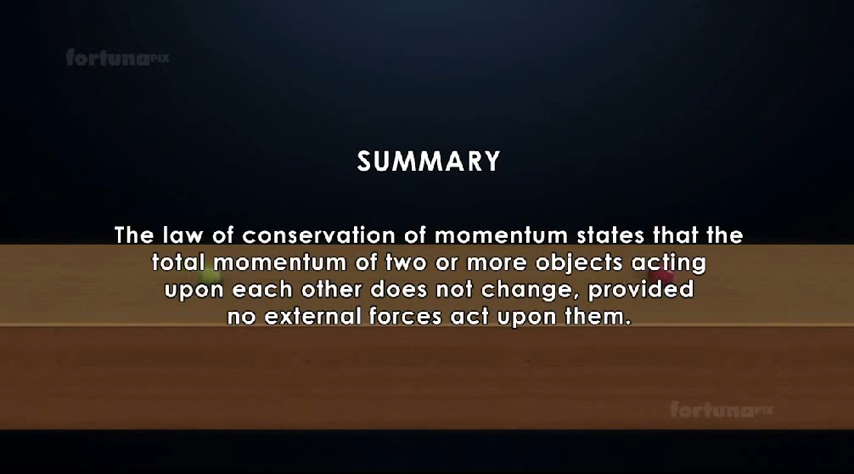 fortunaPIX
SUMMARY
The law of conservation of momentum states that the
total momentum of two or more objects acting
upon each other does not change, provided
no external forces act upon them.
fortunaPIX